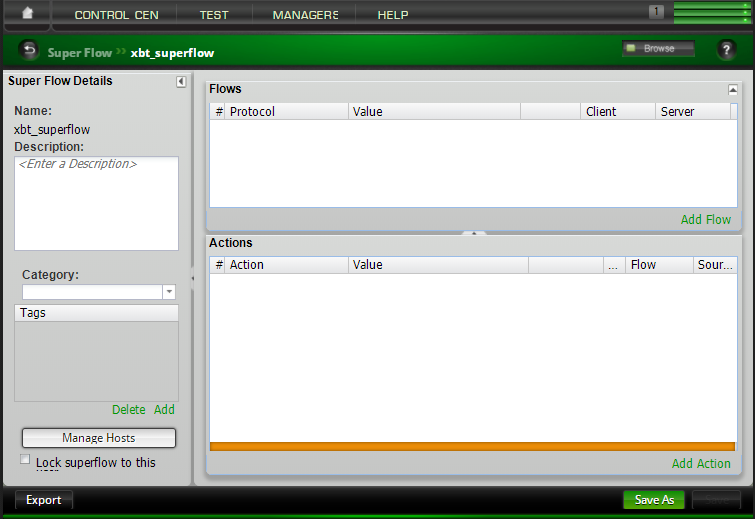 CONTROL CEN TEST MANAGERS HELP 1
Super Flow >> xbt_superflow Browse ?
Super Flow Details
Name:
xbt_superflow
Description:
<Enter a Description>
Category:
Tags
Delete Add
Manage Hosts
Lock superflow to this
Flows
# Protocol Value Client Server
Add Flow
Actions
# Action Value ... Flow Sour...
Add Action
Export Save As Save